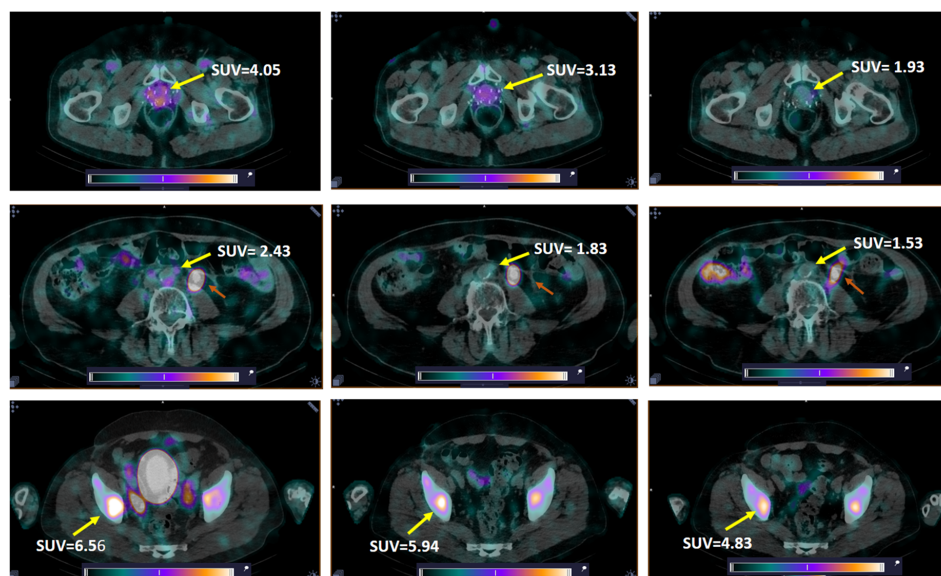 SUV=4.05
SUV=3.13
SUV= 1.93
SUV= 2.43
SUV= 1.83
SUV=1.53
SUV=6.56
SUV=5.94
SUV=4.83